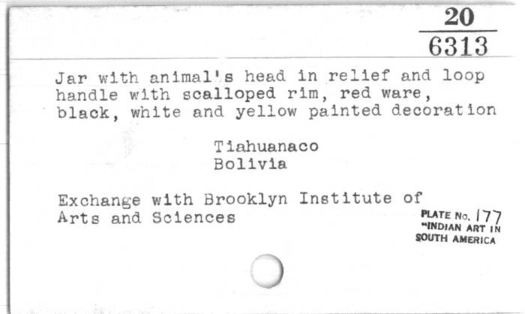 20
6313
Jar with animal's head in relief and loop
handle with scalloped rim, red ware,
black, white and yellow painted decoration
Tiahuanaco
Bolivia
Exchange with Brooklyn Institute of
Arts and Sciences
PLATE No. 177
"INDIAN ART IN
SOUTH AMERICA